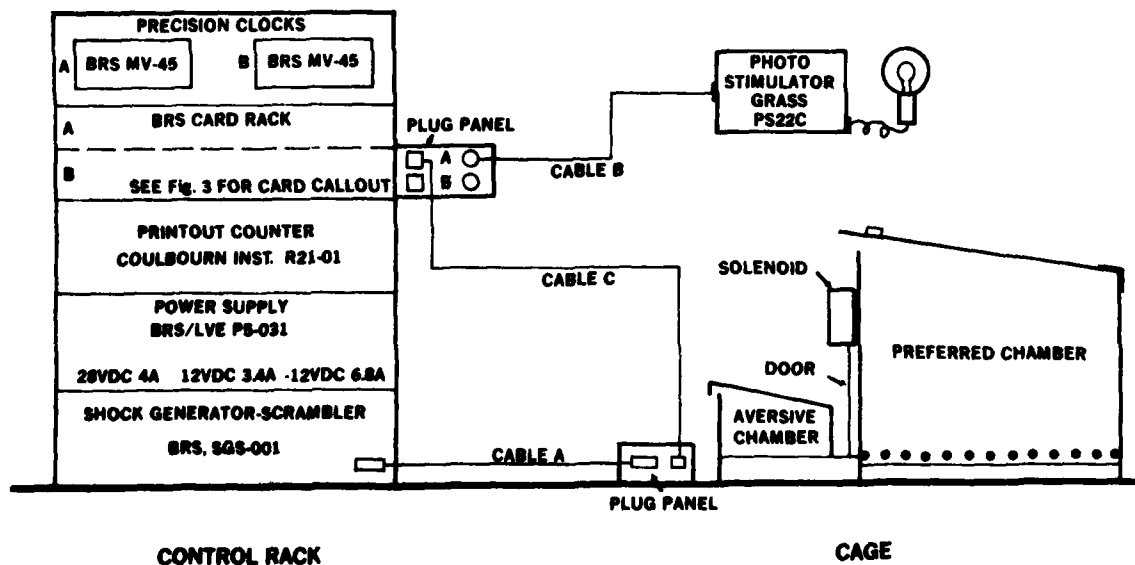 PRECISION CLOCKS
A BRS MV-45 B BRS MV-45
A BRS CARD RACK
B SEE Fig. 3 FOR CARD CALLOUT
PLUG PANEL
A
B
CABLE B
PHOTO
STIMULATOR
GRASS
PS22C
PRINTOUT COUNTER
COULBOURN INST. R21-01
CABLE C
POWER SUPPLY
BRS/LVE PS-031
28VDC 4A 12VDC 3.4A -12VDC 6.8A
SHOCK GENERATOR-SCRAMBLER
BRS, SGS-001
CABLE A
PLUG PANEL
SOLENOID
DOOR
PREFERRED CHAMBER
AVERSIVE
CHAMBER
CONTROL RACK
CAGE